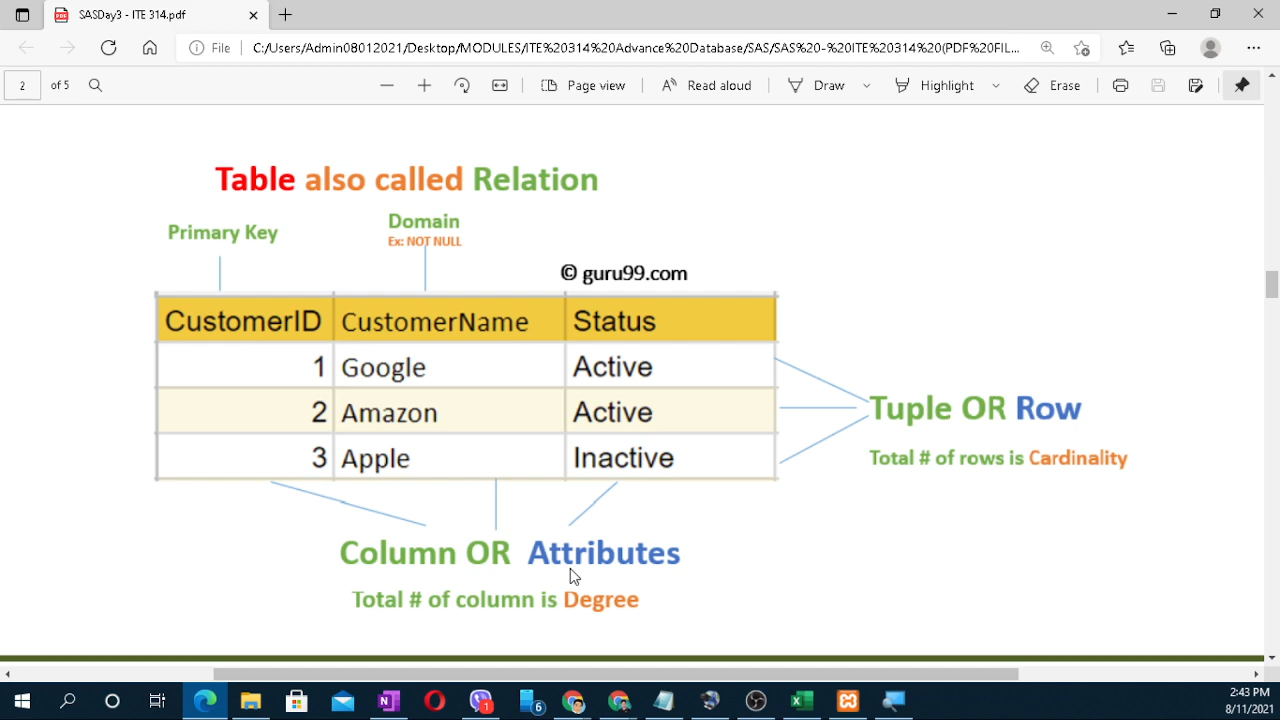 SASDay3 - ITE 314.pdf
File C:/Users/Admin08012021/Desktop/MODULES/ITE%20314%20Advance%20Database/SAS/SAS%20-%20ITE%20314%20(PDF%20FIL...
2 of 5 Page view Read aloud Draw Highlight Erase
Table also called Relation
Primary Key
Domain
Ex: NOT NULL
© guru99.com
CustomerID CustomerName Status
1 Google Active
2 Amazon Active
3 Apple Inactive
Tuple OR Row
Total # of rows is Cardinality
Column OR Attributes
Total # of column is Degree
1
6
2:43 PM
8/11/2021